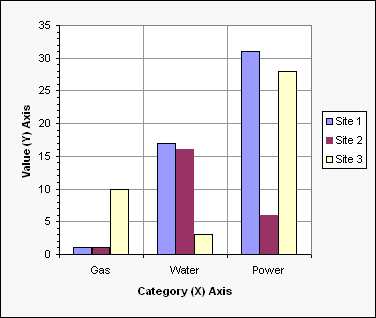 35
30
25
20
15
10
5
0
Value (Y) Axis
Gas Water Power
Category (X) Axis
Site 1
Site 2
Site 3